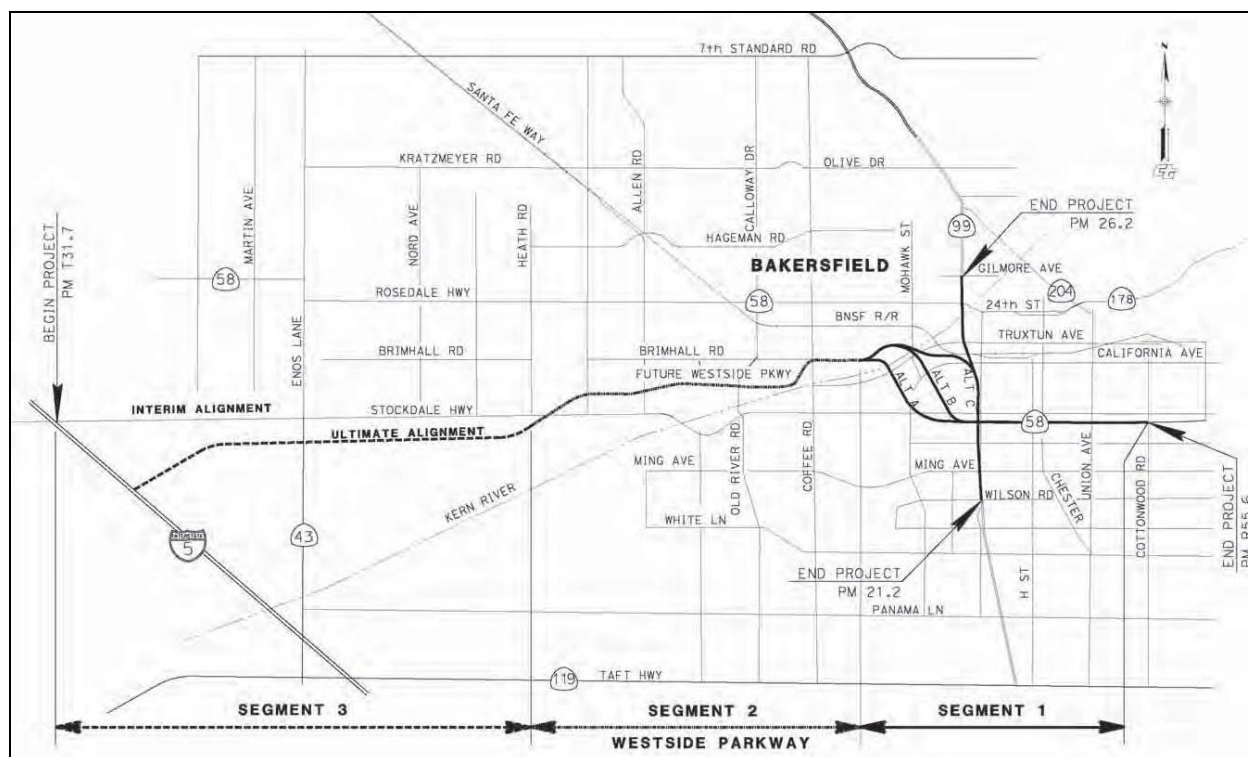 7th STANDARD RD
SANTA FE WAY
N
KRATZMEYER RD
OLIVE DR
ALLEN RD
CALLOWAY DR
MARTIN AVE
NORD AVE
HEATH RD
HAGEMAN RD
MOHAWK ST
99
END PROJECT
PM 26.2
BEGIN PROJECT
PM T31.7
58
BAKERSFIELD
GILMORE AVE
204
178
ROSEDALE HWY
58
24th ST
BNSF R/R
TRUXTUN AVE
ENOS LANE
BRIMHALL RD
BRIMHALL RD
CALIFORNIA AVE
FUTURE WESTSIDE PKWY
ALT A
ALT B
ALT C
INTERIM ALIGNMENT
STOCKDALE HWY
58
ULTIMATE ALIGNMENT
OLD RIVER RD
COFFEE RD
MING AVE
MING AVE
KERN RIVER
WHITE LN
WILSON RD
CHESTER
UNION AVE
COTTONWOOD RD
END PROJECT
PM R55.6
INTERSTATE
5
43
END PROJECT
PM 21.2
H ST
PANAMA LN
119
TAFT HWY
SEGMENT 3
SEGMENT 2
SEGMENT 1
WESTSIDE PARKWAY